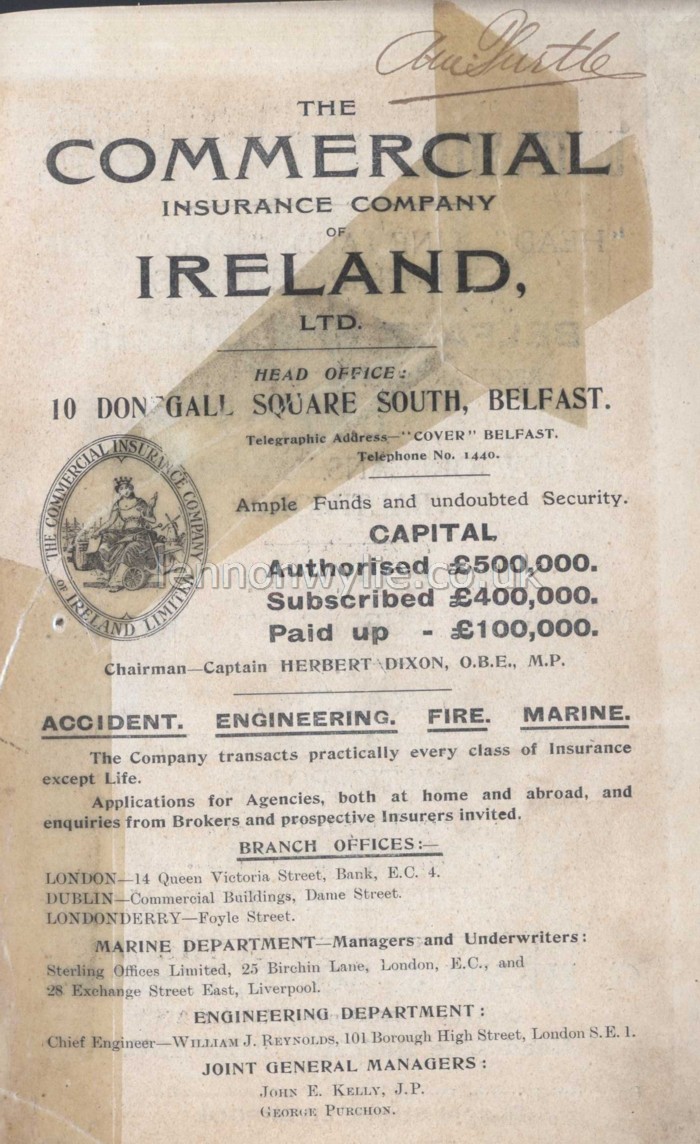 THE
COMMERCIAL
INSURANCE COMPANY
OF
IRELAND,
LTD.
HEAD OFFICE:
10 DONEGALL SQUARE SOUTH, BELFAST.
Telegraphic Address—"COVER" BELFAST.
Telephone No. 1440.
THE COMMERCIAL INSURANCE COMPANY
OF IRELAND LIMITED
Ample Funds and undoubted Security.
CAPITAL
Authorised £500,000.
Subscribed £400,000.
Paid up - £100,000.
lennonwylie.co.uk
Chairman—Captain HERBERT DIXON, O.B.E., M.P.
ACCIDENT. ENGINEERING. FIRE. MARINE.
The Company transacts practically every class of Insurance
except Life.
Applications for Agencies, both at home and abroad, and
enquiries from Brokers and prospective Insurers invited.
BRANCH OFFICES:—
LONDON—14 Queen Victoria Street, Bank, E.C. 4.
DUBLIN—Commercial Buildings, Dame Street.
LONDONDERRY—Foyle Street.
MARINE DEPARTMENT—Managers and Underwriters:
Sterling Offices Limited, 25 Birchin Lane, London, E.C., and
28 Exchange Street East, Liverpool.
ENGINEERING DEPARTMENT:
Chief Engineer—WILLIAM J. REYNOLDS, 101 Borough High Street, London S.E. 1.
JOINT GENERAL MANAGERS:
JOHN E. KELLY, J.P.
GEORGE PURCHON.